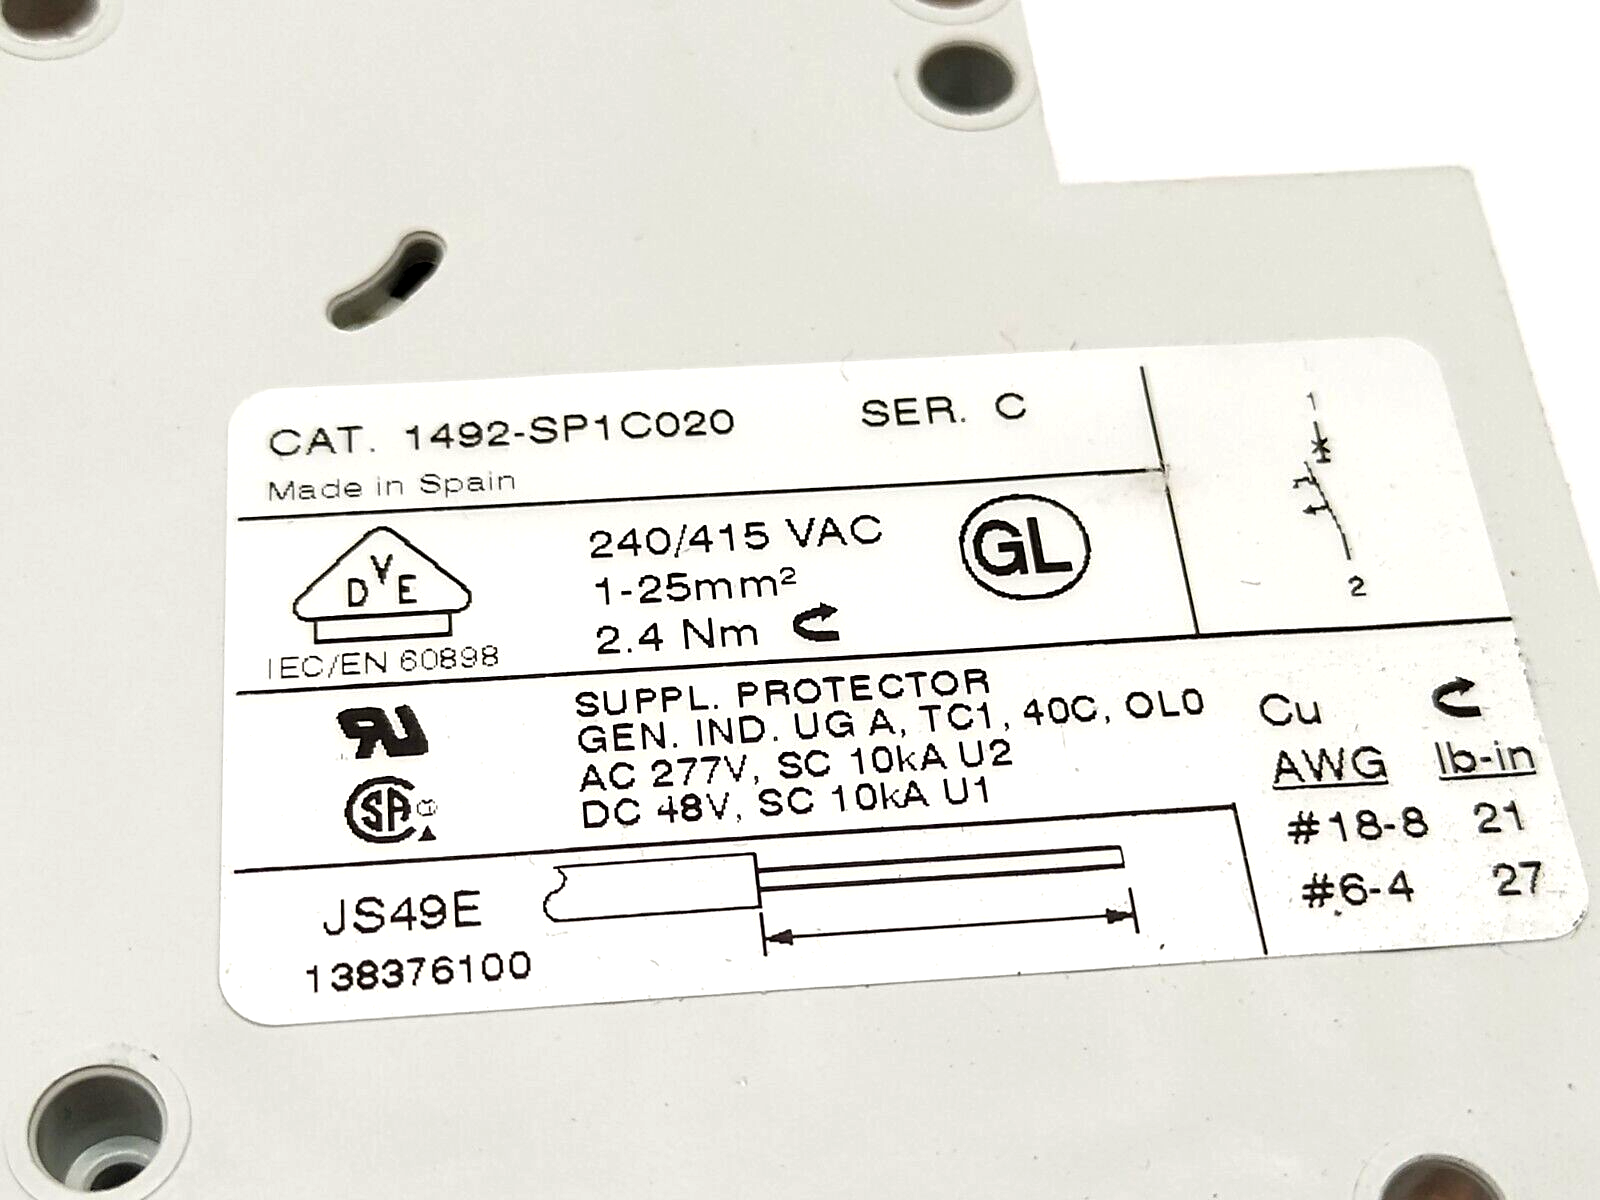 CAT. 1492-SP1C020 SER. C
Made in Spain
1
2
DVE
IEC/EN 60898
240/415 VAC
1-25mm²
2.4 Nm
GL
RU
SA
SUPPL. PROTECTOR
GEN. IND. UG A, TC1, 40C, OL0
AC 277V, SC 10kA U2
DC 48V, SC 10kA U1
Cu
AWG lb-in
#18-8 21
#6-4 27
JS49E
138376100